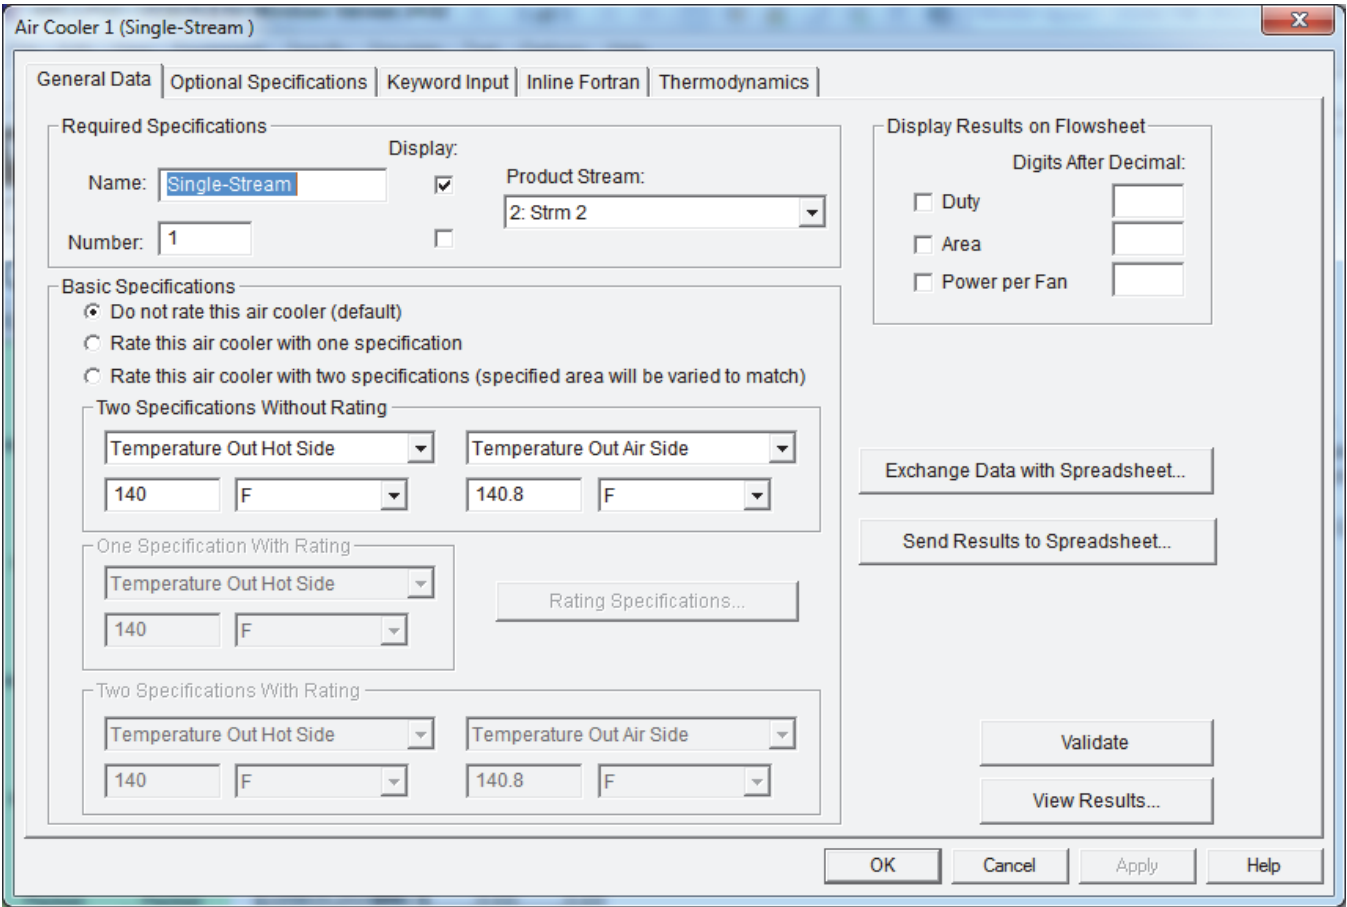 Air Cooler 1 (Single-Stream )
General Data
Optional Specifications
Keyword Input
Inline Fortran
Thermodynamics
Required Specifications
Display:
Name:
Single-Stream
Product Stream:
2: Strm 2
Number:
1
Display Results on Flowsheet
Digits After Decimal:
Duty
Area
Power per Fan
Basic Specifications
Do not rate this air cooler (default)
Rate this air cooler with one specification
Rate this air cooler with two specifications (specified area will be varied to match)
Two Specifications Without Rating
Temperature Out Hot Side
Temperature Out Air Side
140
F
140.8
F
One Specification With Rating
Temperature Out Hot Side
140
F
Rating Specifications...
Two Specifications With Rating
Temperature Out Hot Side
Temperature Out Air Side
140
F
140.8
F
Exchange Data with Spreadsheet...
Send Results to Spreadsheet...
Validate
View Results...
OK
Cancel
Apply
Help